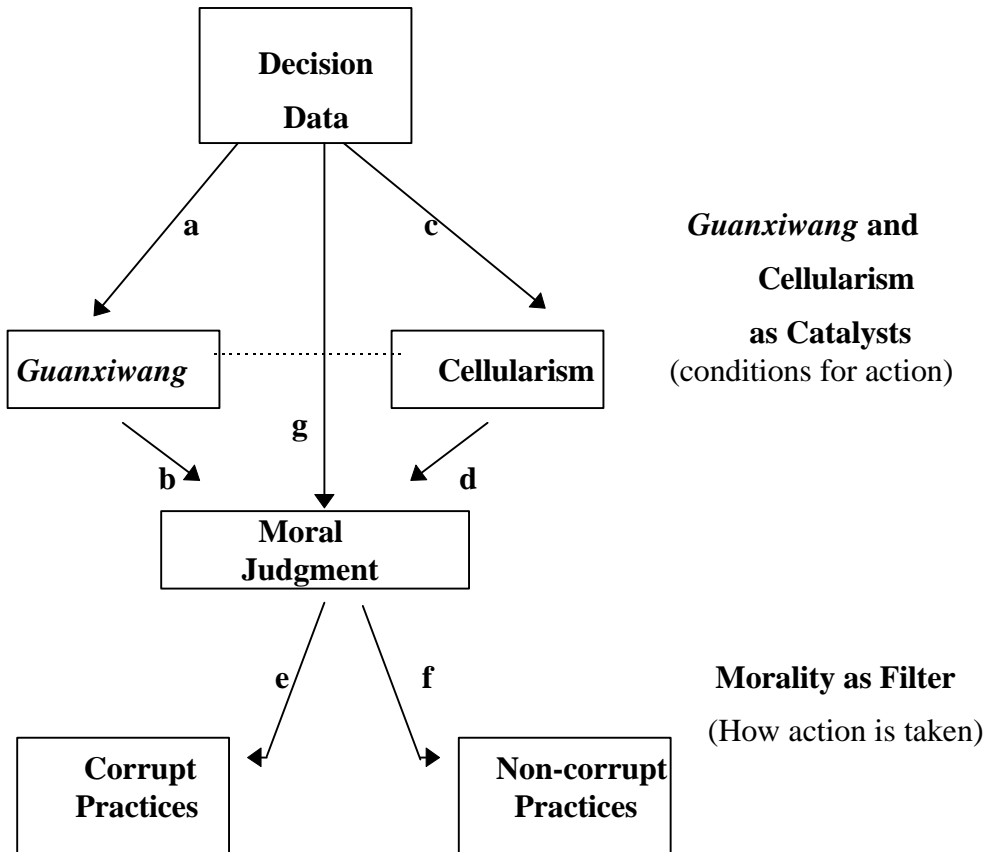 Decision
Data
a
c
Guanxiwang and
Cellularism
as Catalysts
(conditions for action)
Guanxiwang
Cellularism
g
b
d
Moral
Judgment
e
f
Morality as Filter
(How action is taken)
Corrupt
Practices
Non-corrupt
Practices